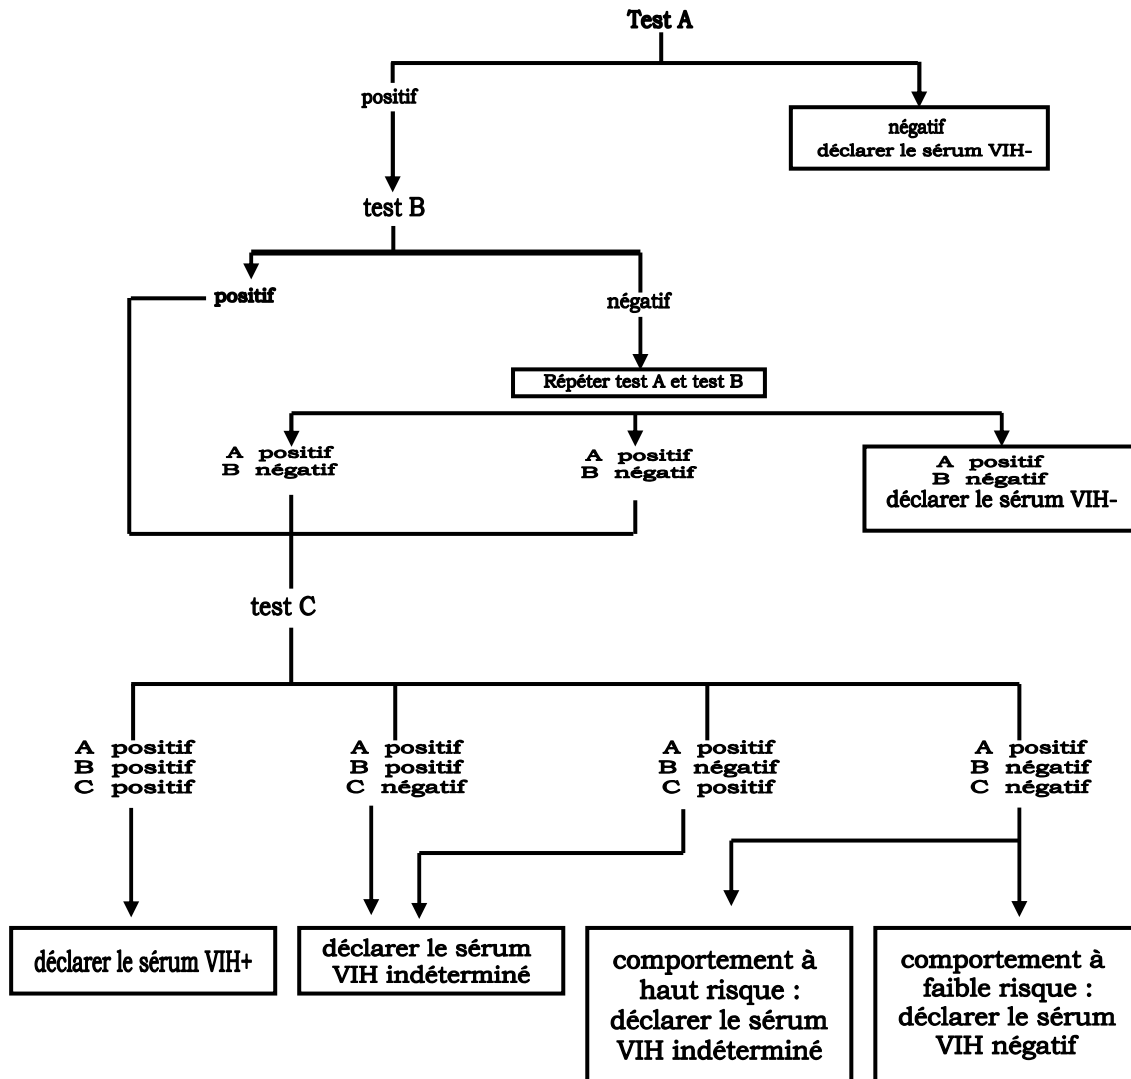 Test A
positif
négatif
déclarer le sérum VIH-
test B
positif
négatif
Répéter test A et test B
A positif
B négatif
A positif
B négatif
A positif
B négatif
déclarer le sérum VIH-
test C
A positif
B positif
C positif
A positif
B positif
C négatif
A positif
B négatif
C positif
A positif
B négatif
C négatif
déclarer le sérum VIH+
déclarer le sérum
VIH indéterminé
comportement à
haut risque :
déclarer le sérum
VIH indéterminé
comportement à
faible risque :
déclarer le sérum
VIH négatif